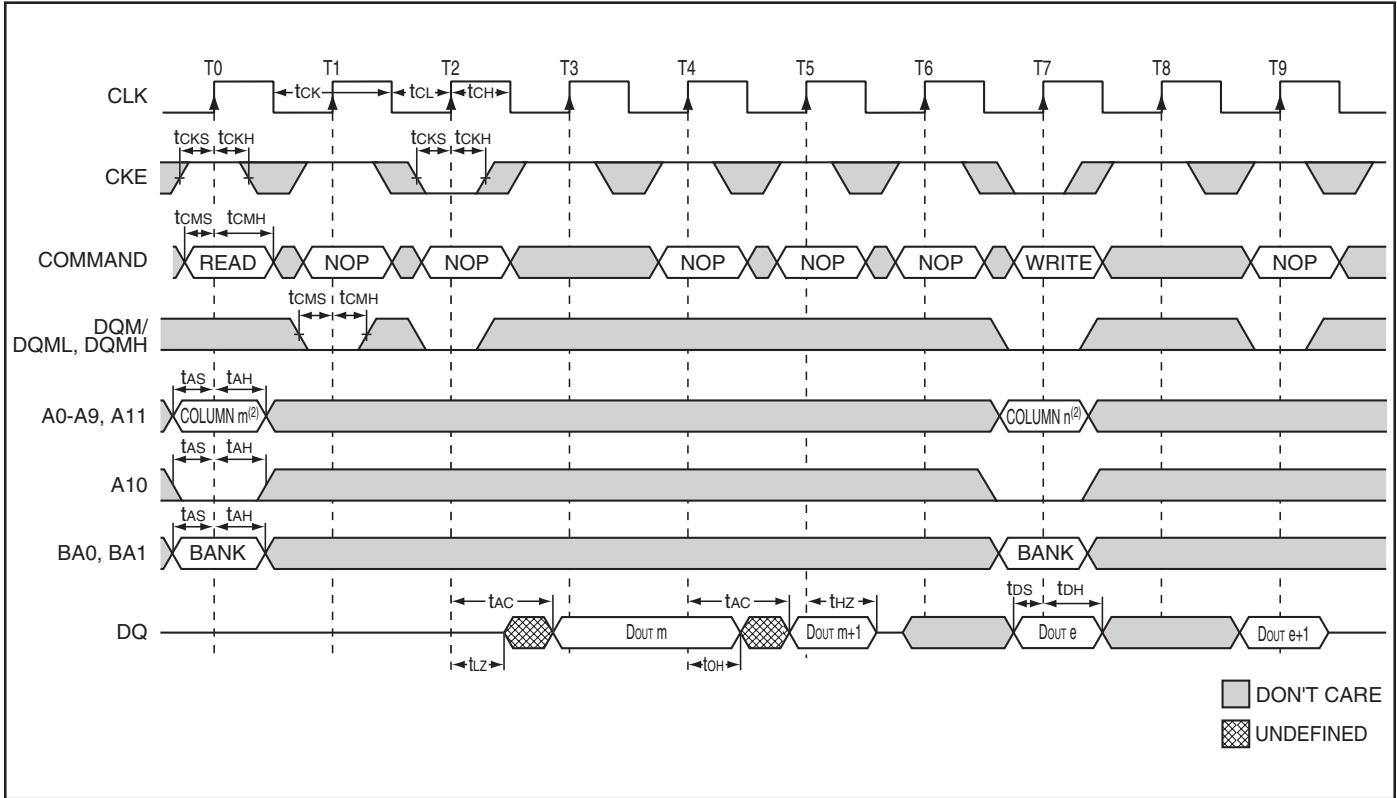 T0 T1 T2 T3 T4 T5 T6 T7 T8 T9
CLK
tCK tCL tCH
tCKS tCKH tCKS tCKH
CKE
tCMS tCMH
COMMAND READ NOP NOP NOP NOP NOP WRITE NOP
tCMS tCMH
DQM/
DQML, DQMH
tAS tAH
A0-A9, A11 COLUMN m(2) COLUMN n(2)
tAS tAH
A10
tAS tAH
BA0, BA1 BANK BANK
tAC tAC tHZ tDS tDH
DQ DOUT m DOUT m+1 DOUT e DOUT e+1
tLZ tOH
DON'T CARE
UNDEFINED